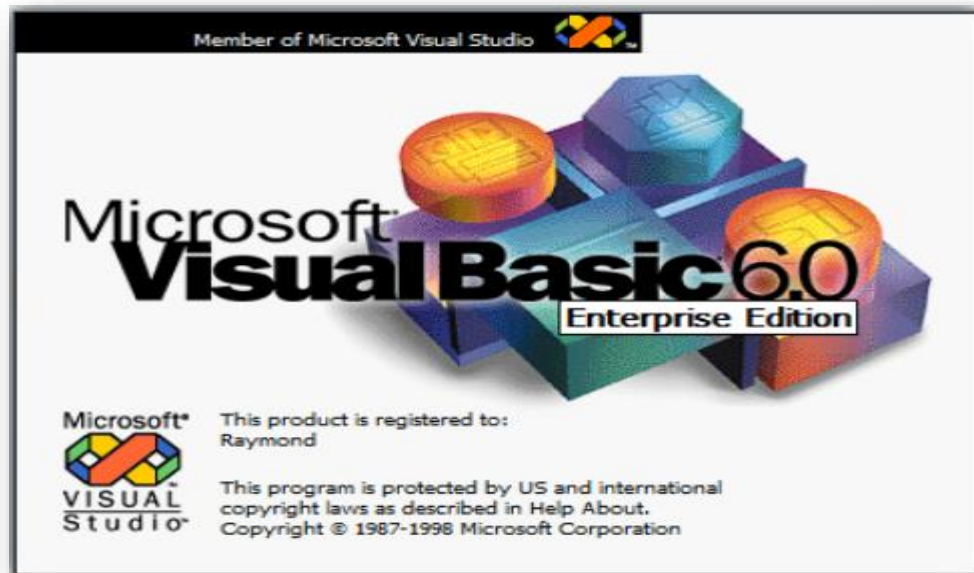 Member of Microsoft Visual Studio
Microsoft
Visual Basic 6.0
Enterprise Edition
Microsoft®
VISUAL
Studio™
This product is registered to:
Raymond
This program is protected by US and international
copyright laws as described in Help About.
Copyright © 1987-1998 Microsoft Corporation